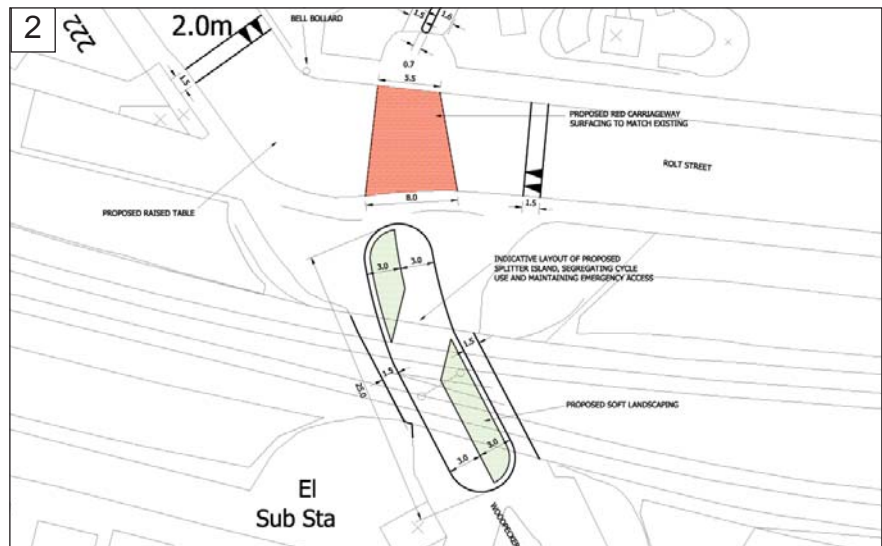 2
222
2.0m
BELL BOLLARD
1.5
1.6
1.5
0.7
5.5
PROPOSED RED CARRIAGEWAY
SURFACING TO MATCH EXISTING
ROLT STREET
8.0
1.5
PROPOSED RAISED TABLE
INDICATIVE LAYOUT OF PROPOSED
SPLITTER ISLAND, SEGREGATING CYCLE
USE AND MAINTAINING EMERGENCY ACCESS
3.0
3.0
1.5
1.5
25.0
PROPOSED SOFT LANDSCAPING
3.0
3.0
El
Sub Sta
WOODPECKER